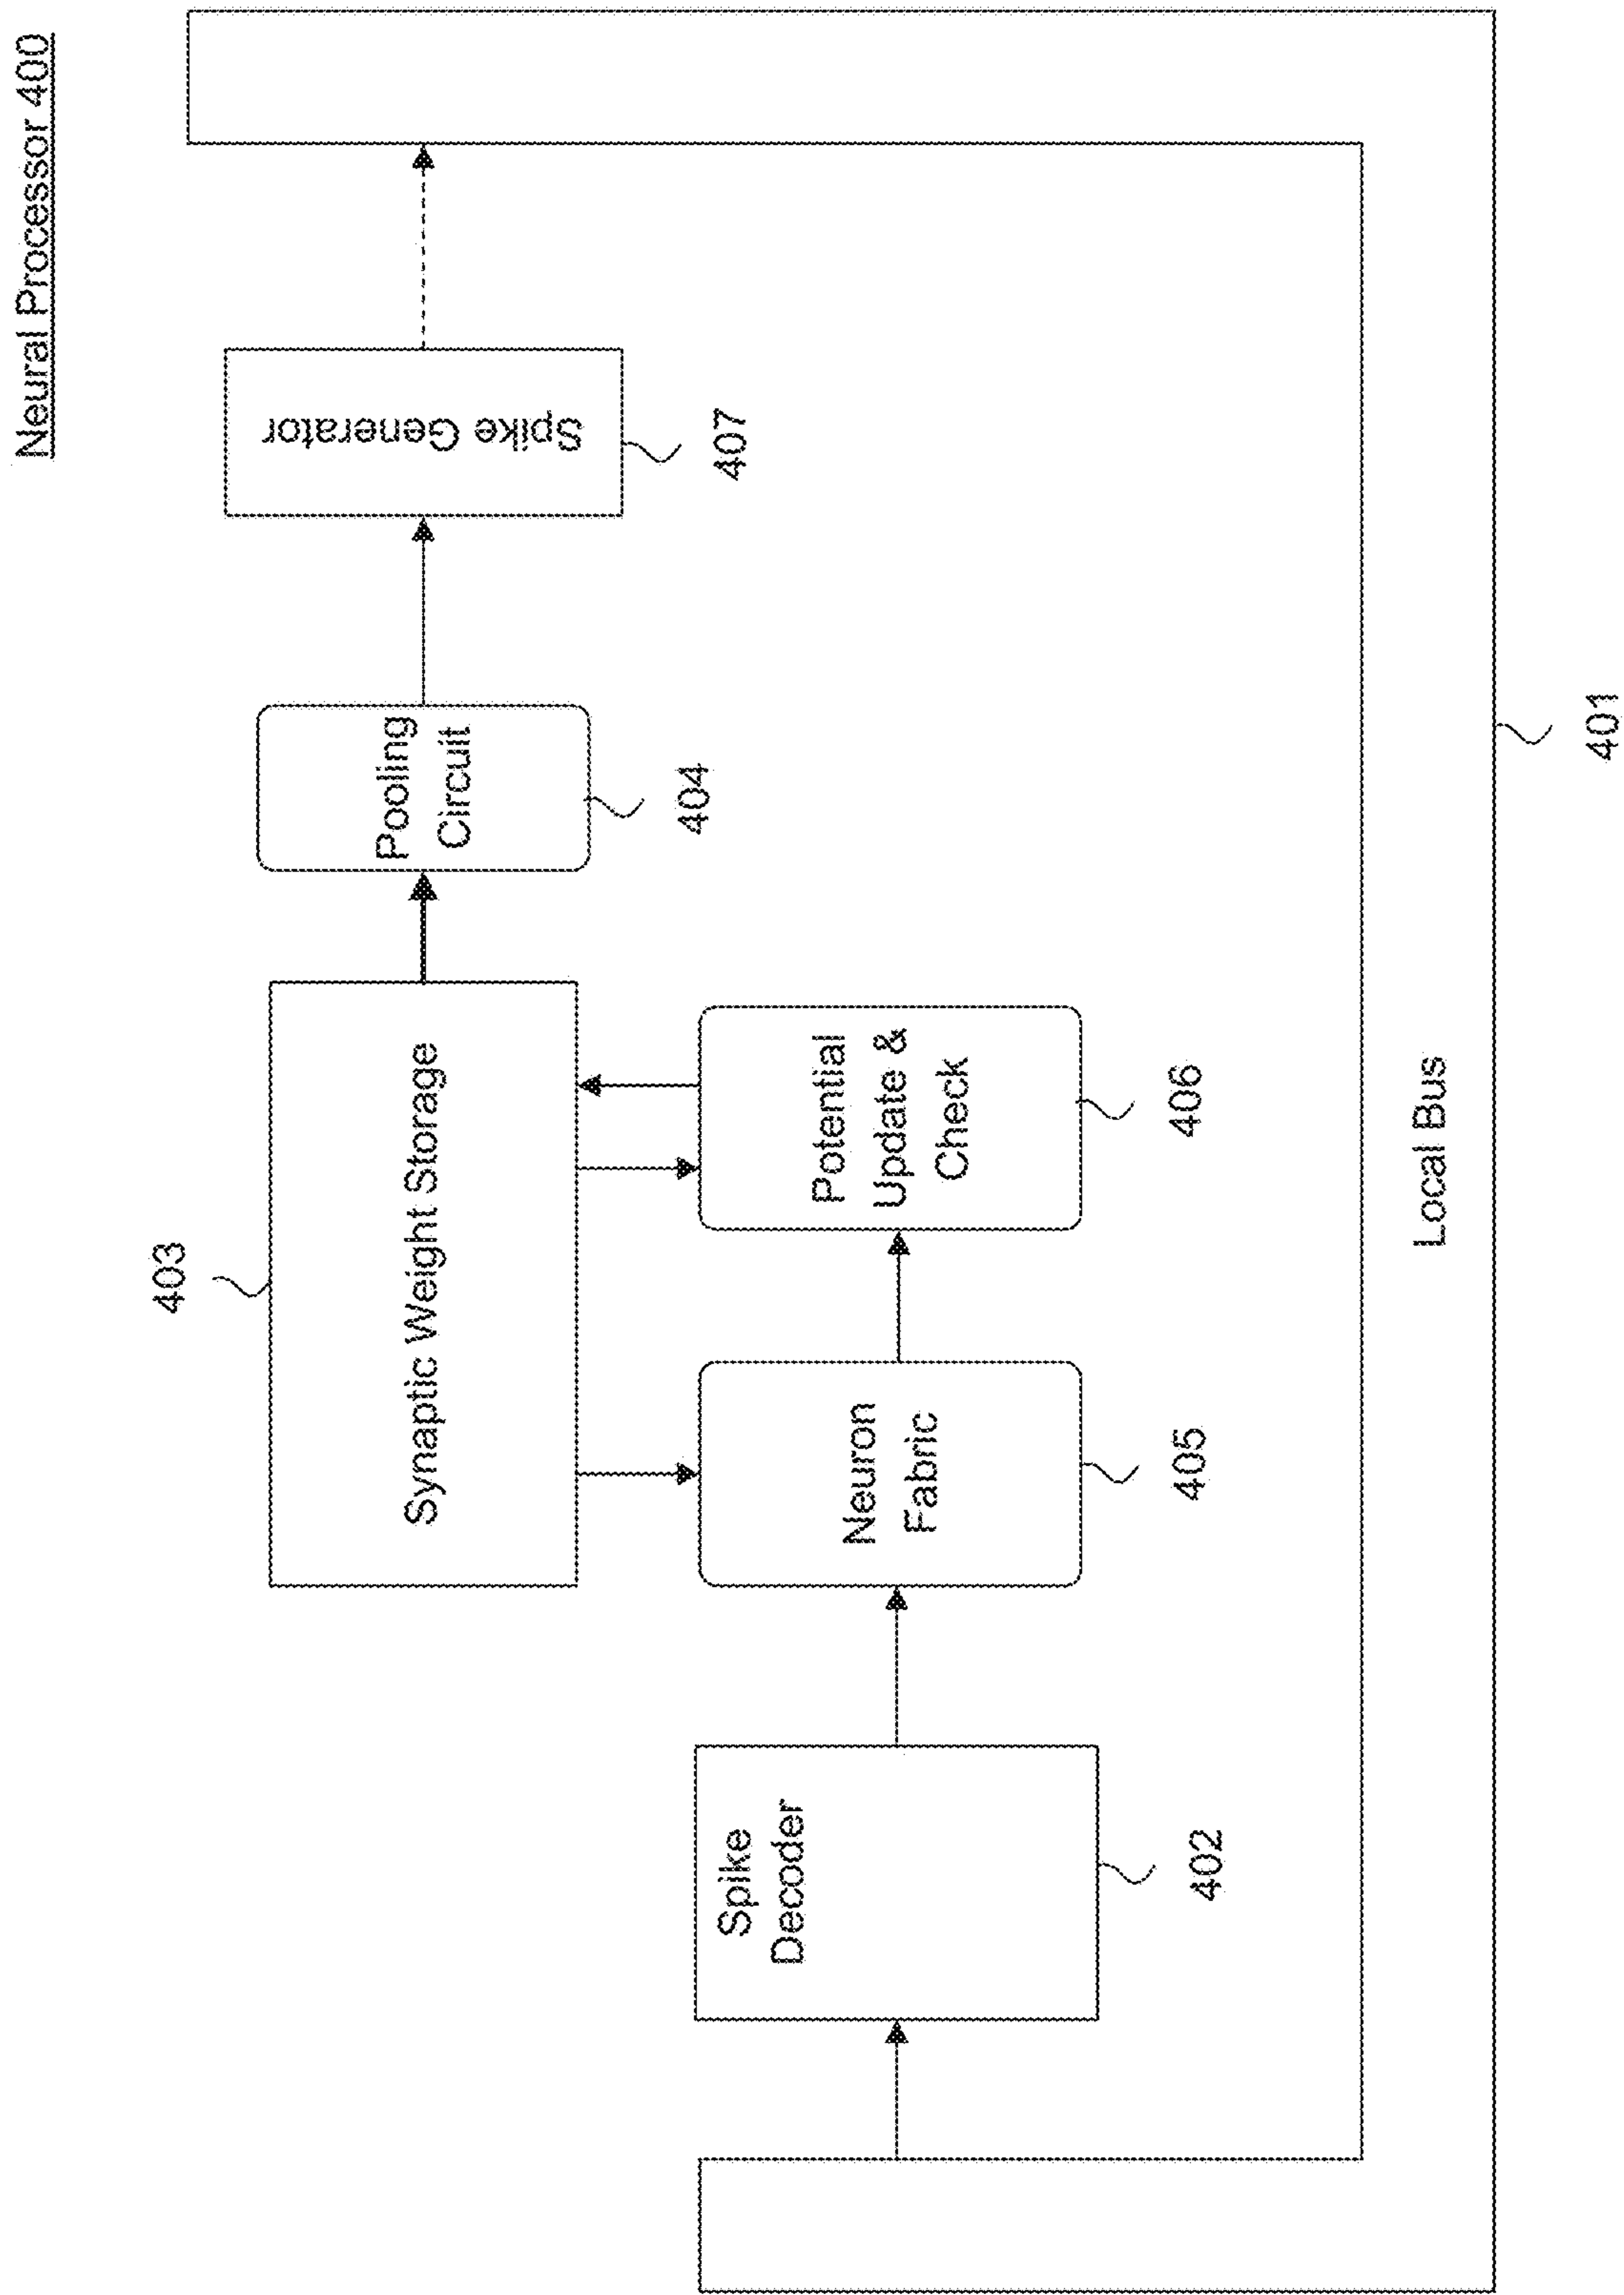 Neural Processor 400
403
Synaptic Weight Storage
Pooling
Circuit
404
Spike Generator
407
Spike
Decoder
402
Neuron
Fabric
405
Potential
Update &
Check
406
Local Bus
401